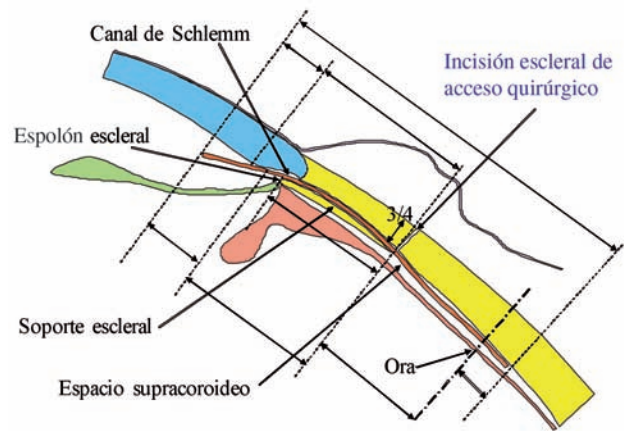 Canal de Schlemm
Incisión escleral de
acceso quirúrgico
Espolón escleral
3/4
Soporte escleral
Ora
Espacio supracoroideo